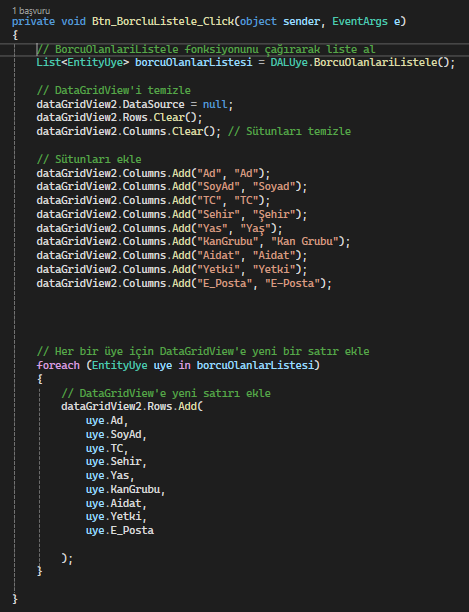 1 başvuru
private void Btn_BorcluListele_Click(object sender, EventArgs e)
{
// BorcuOlanlariListele fonksiyonunu çağırarak liste al
List<EntityUye> borcuOlanlarListesi = DALUye.BorcuOlanlariListele();
// DataGridView'i temizle
dataGridView2.DataSource = null;
dataGridView2.Rows.Clear();
dataGridView2.Columns.Clear(); // Sütunları temizle
// Sütunları ekle
dataGridView2.Columns.Add("Ad", "Ad");
dataGridView2.Columns.Add("SoyAd", "Soyad");
dataGridView2.Columns.Add("TC", "TC");
dataGridView2.Columns.Add("Sehir", "Şehir");
dataGridView2.Columns.Add("Yas", "Yaş");
dataGridView2.Columns.Add("KanGrubu", "Kan Grubu");
dataGridView2.Columns.Add("Aidat", "Aidat");
dataGridView2.Columns.Add("Yetki", "Yetki");
dataGridView2.Columns.Add("E_Posta", "E-Posta");
// Her bir üye için DataGridView'e yeni bir satır ekle
foreach (EntityUye uye in borcuOlanlarListesi)
{
// DataGridView'e yeni satırı ekle
dataGridView2.Rows.Add(
uye.Ad,
uye.SoyAd,
uye.TC,
uye.Sehir,
uye.Yas,
uye.KanGrubu,
uye.Aidat,
uye.Yetki,
uye.E_Posta
);
}
}